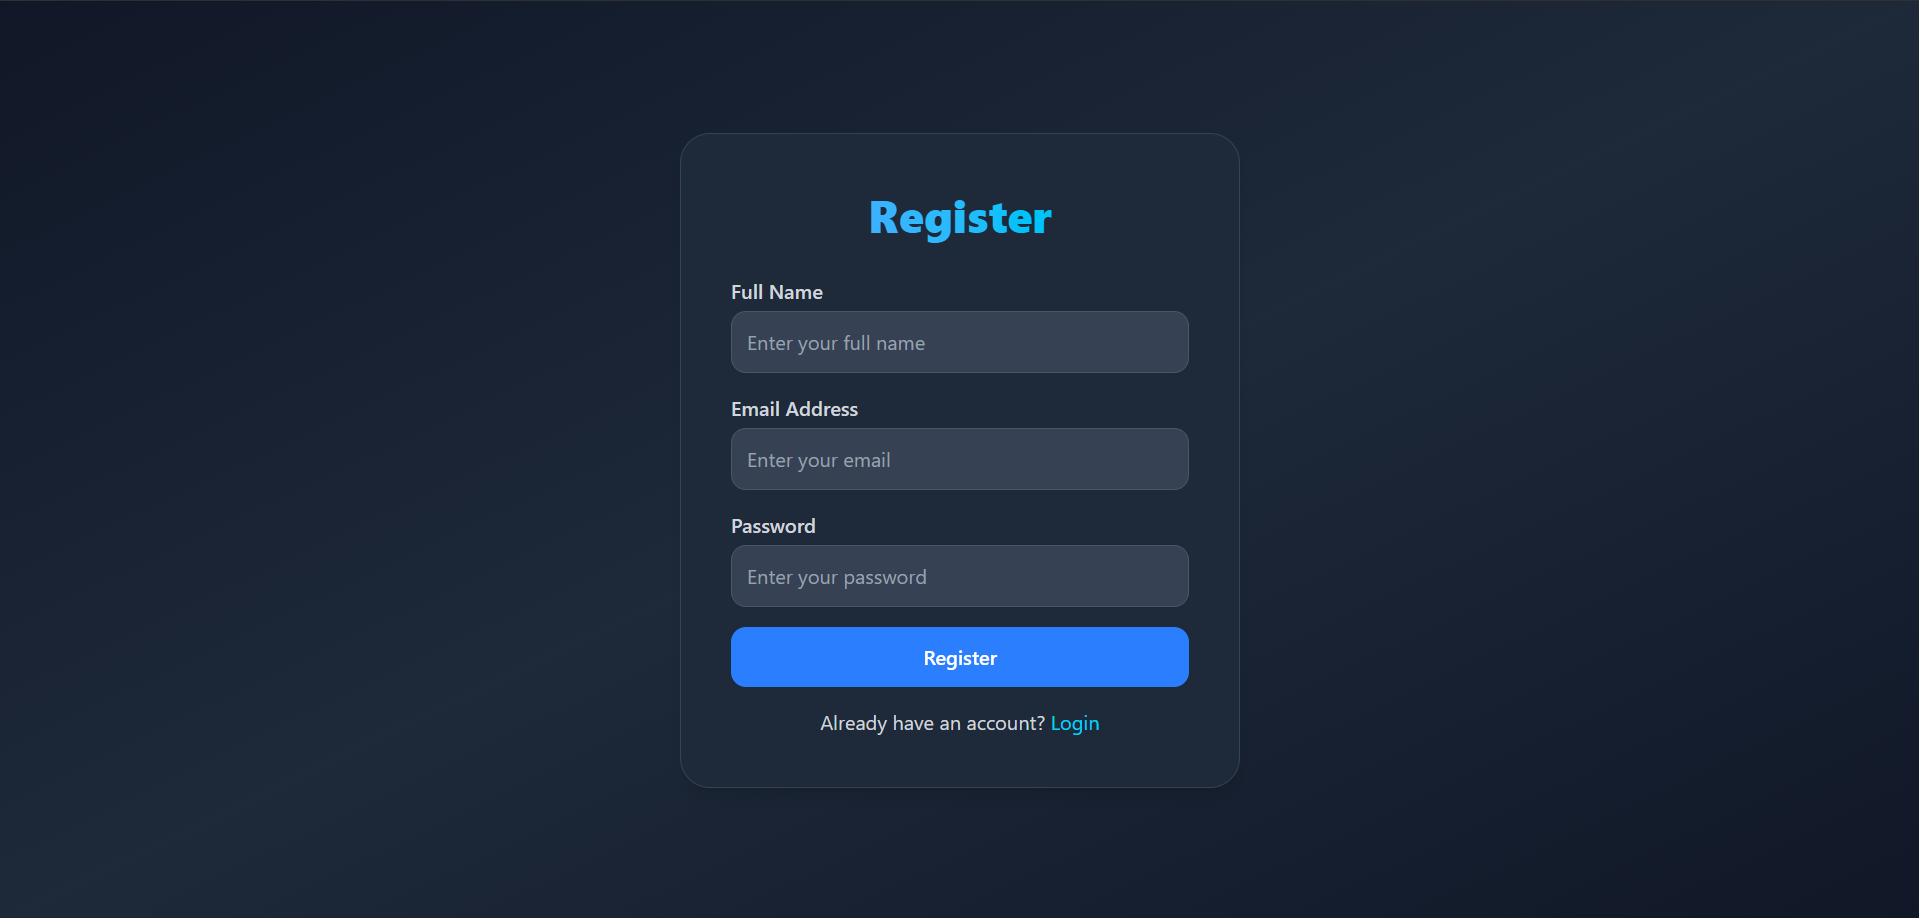 Register
Full Name
Enter your full name
Email Address
Enter your email
Password
Enter your password
Register
Already have an account? Login